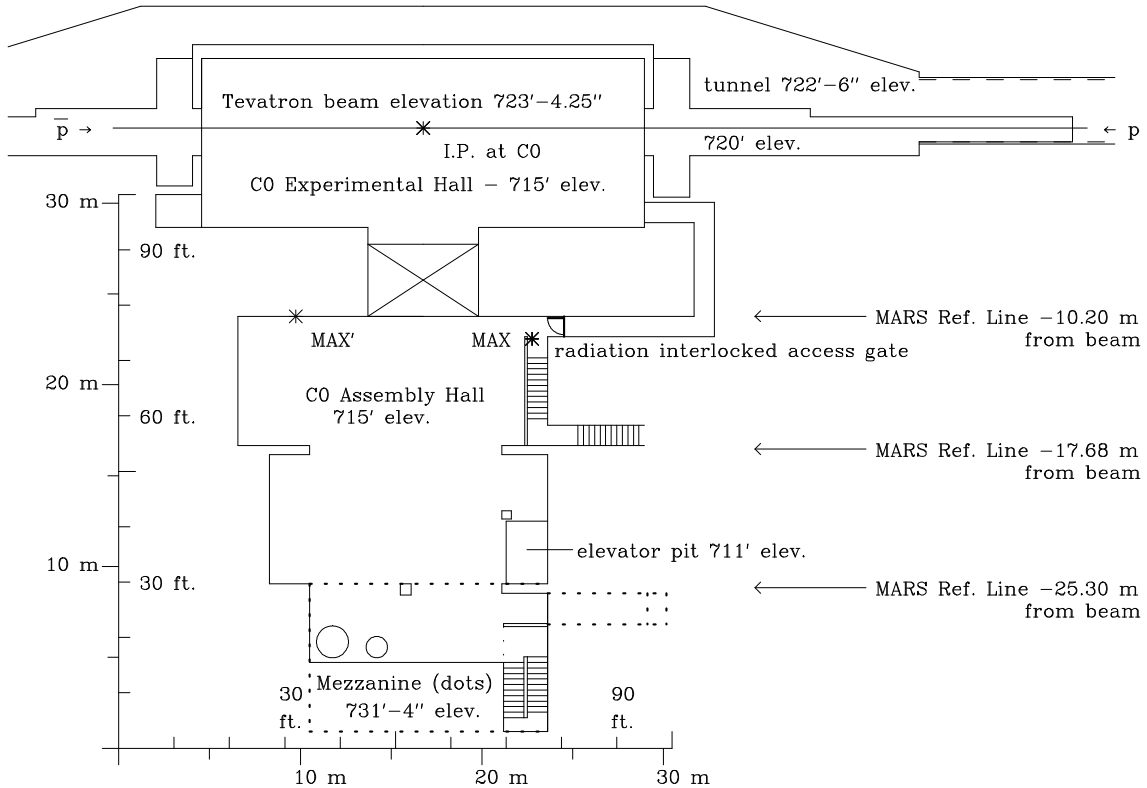 tunnel 722'-6" elev.
Tevatron beam elevation 723'-4.25"
p̅ →
← p
I.P. at C0
720' elev.
C0 Experimental Hall - 715' elev.
30 m
90 ft.
MAX'
MAX
MARS Ref. Line -10.20 m
from beam
radiation interlocked access gate
20 m
C0 Assembly Hall
715' elev.
60 ft.
MARS Ref. Line -17.68 m
from beam
10 m
elevator pit 711' elev.
30 ft.
MARS Ref. Line -25.30 m
from beam
Mezzanine (dots)
731'-4" elev.
30
ft.
90
ft.
10 m
20 m
30 m